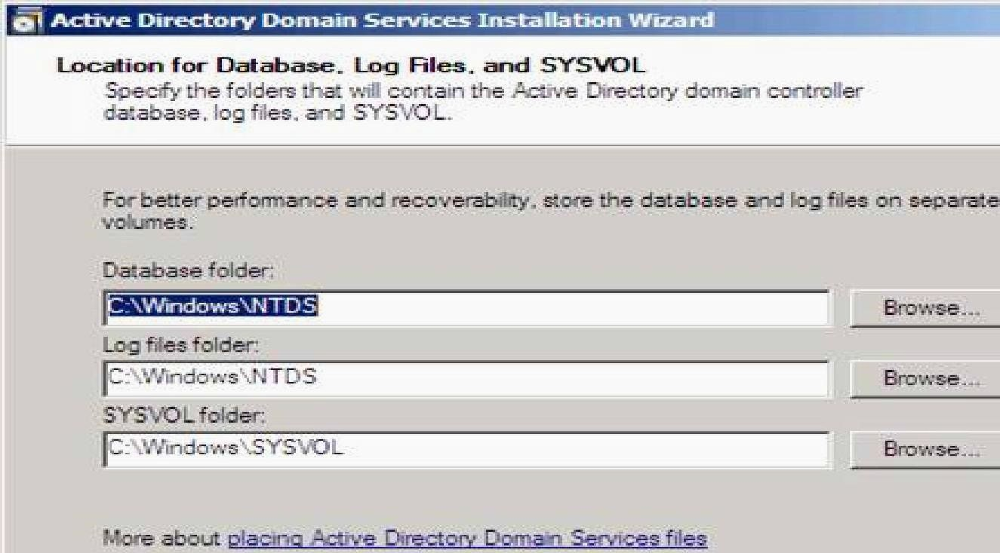 Active Directory Domain Services Installation Wizard
Location for Database, Log Files, and SYSVOL
Specify the folders that will contain the Active Directory domain controller
database, log files, and SYSVOL.
For better performance and recoverability, store the database and log files on separate
volumes.
Database folder:
C:\Windows\NTDS
Browse...
Log files folder:
C:\Windows\NTDS
Browse...
SYSVOL folder:
C:\Windows\SYSVOL
Browse...
More about placing Active Directory Domain Services files